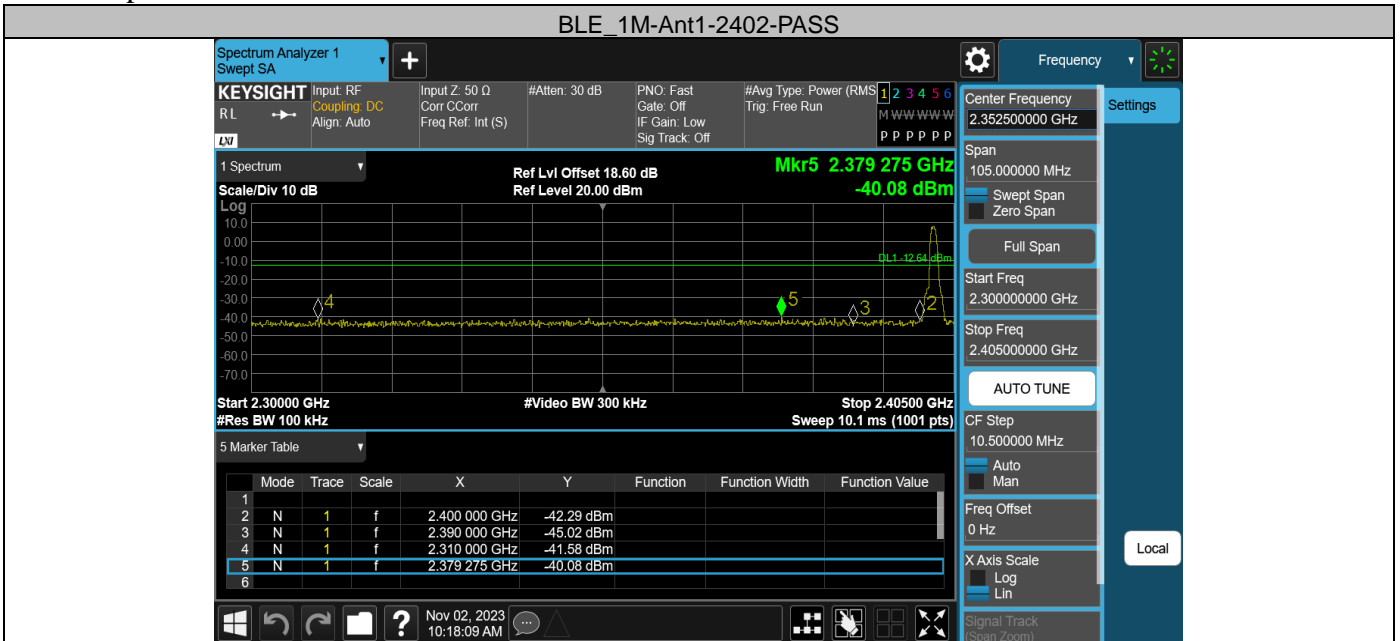 BLE_1M-Ant1-2402-PASS
Spectrum Analyzer 1
Swept SA
+
Frequency
KEYSIGHT
RL
LXI
Input: RF
Coupling: DC
Align: Auto
Input Z: 50 Ω
Corr CCorr
Freq Ref: Int (S)
#Atten: 30 dB
PNO: Fast
Gate: Off
IF Gain: Low
Sig Track: Off
#Avg Type: Power (RMS
Trig: Free Run
1 2 3 4 5 6
M W W W W W
P P P P P P
Center Frequency
2.352500000 GHz
Settings
Span
105.000000 MHz
Swept Span
Zero Span
Full Span
Start Freq
2.300000000 GHz
Stop Freq
2.405000000 GHz
AUTO TUNE
CF Step
10.500000 MHz
Auto
Man
Freq Offset
0 Hz
X Axis Scale
Log
Lin
Signal Track
(Span Zoom)
Local
1 Spectrum
Scale/Div 10 dB
Ref Lvl Offset 18.60 dB
Ref Level 20.00 dBm
Mkr5 2.379 275 GHz
-40.08 dBm
Log
10.0
0.00
-10.0
-20.0
-30.0
-40.0
-50.0
-60.0
-70.0
DL1 -12.64 dBm
4
5
3
2
Start 2.30000 GHz
#Video BW 300 kHz
Stop 2.40500 GHz
#Res BW 100 kHz
Sweep 10.1 ms (1001 pts)
5 Marker Table
Mode Trace Scale X Y Function Function Width Function Value
1
2 N 1 f 2.400 000 GHz -42.29 dBm
3 N 1 f 2.390 000 GHz -45.02 dBm
4 N 1 f 2.310 000 GHz -41.58 dBm
5 N 1 f 2.379 275 GHz -40.08 dBm
6
?
Nov 02, 2023
10:18:09 AM